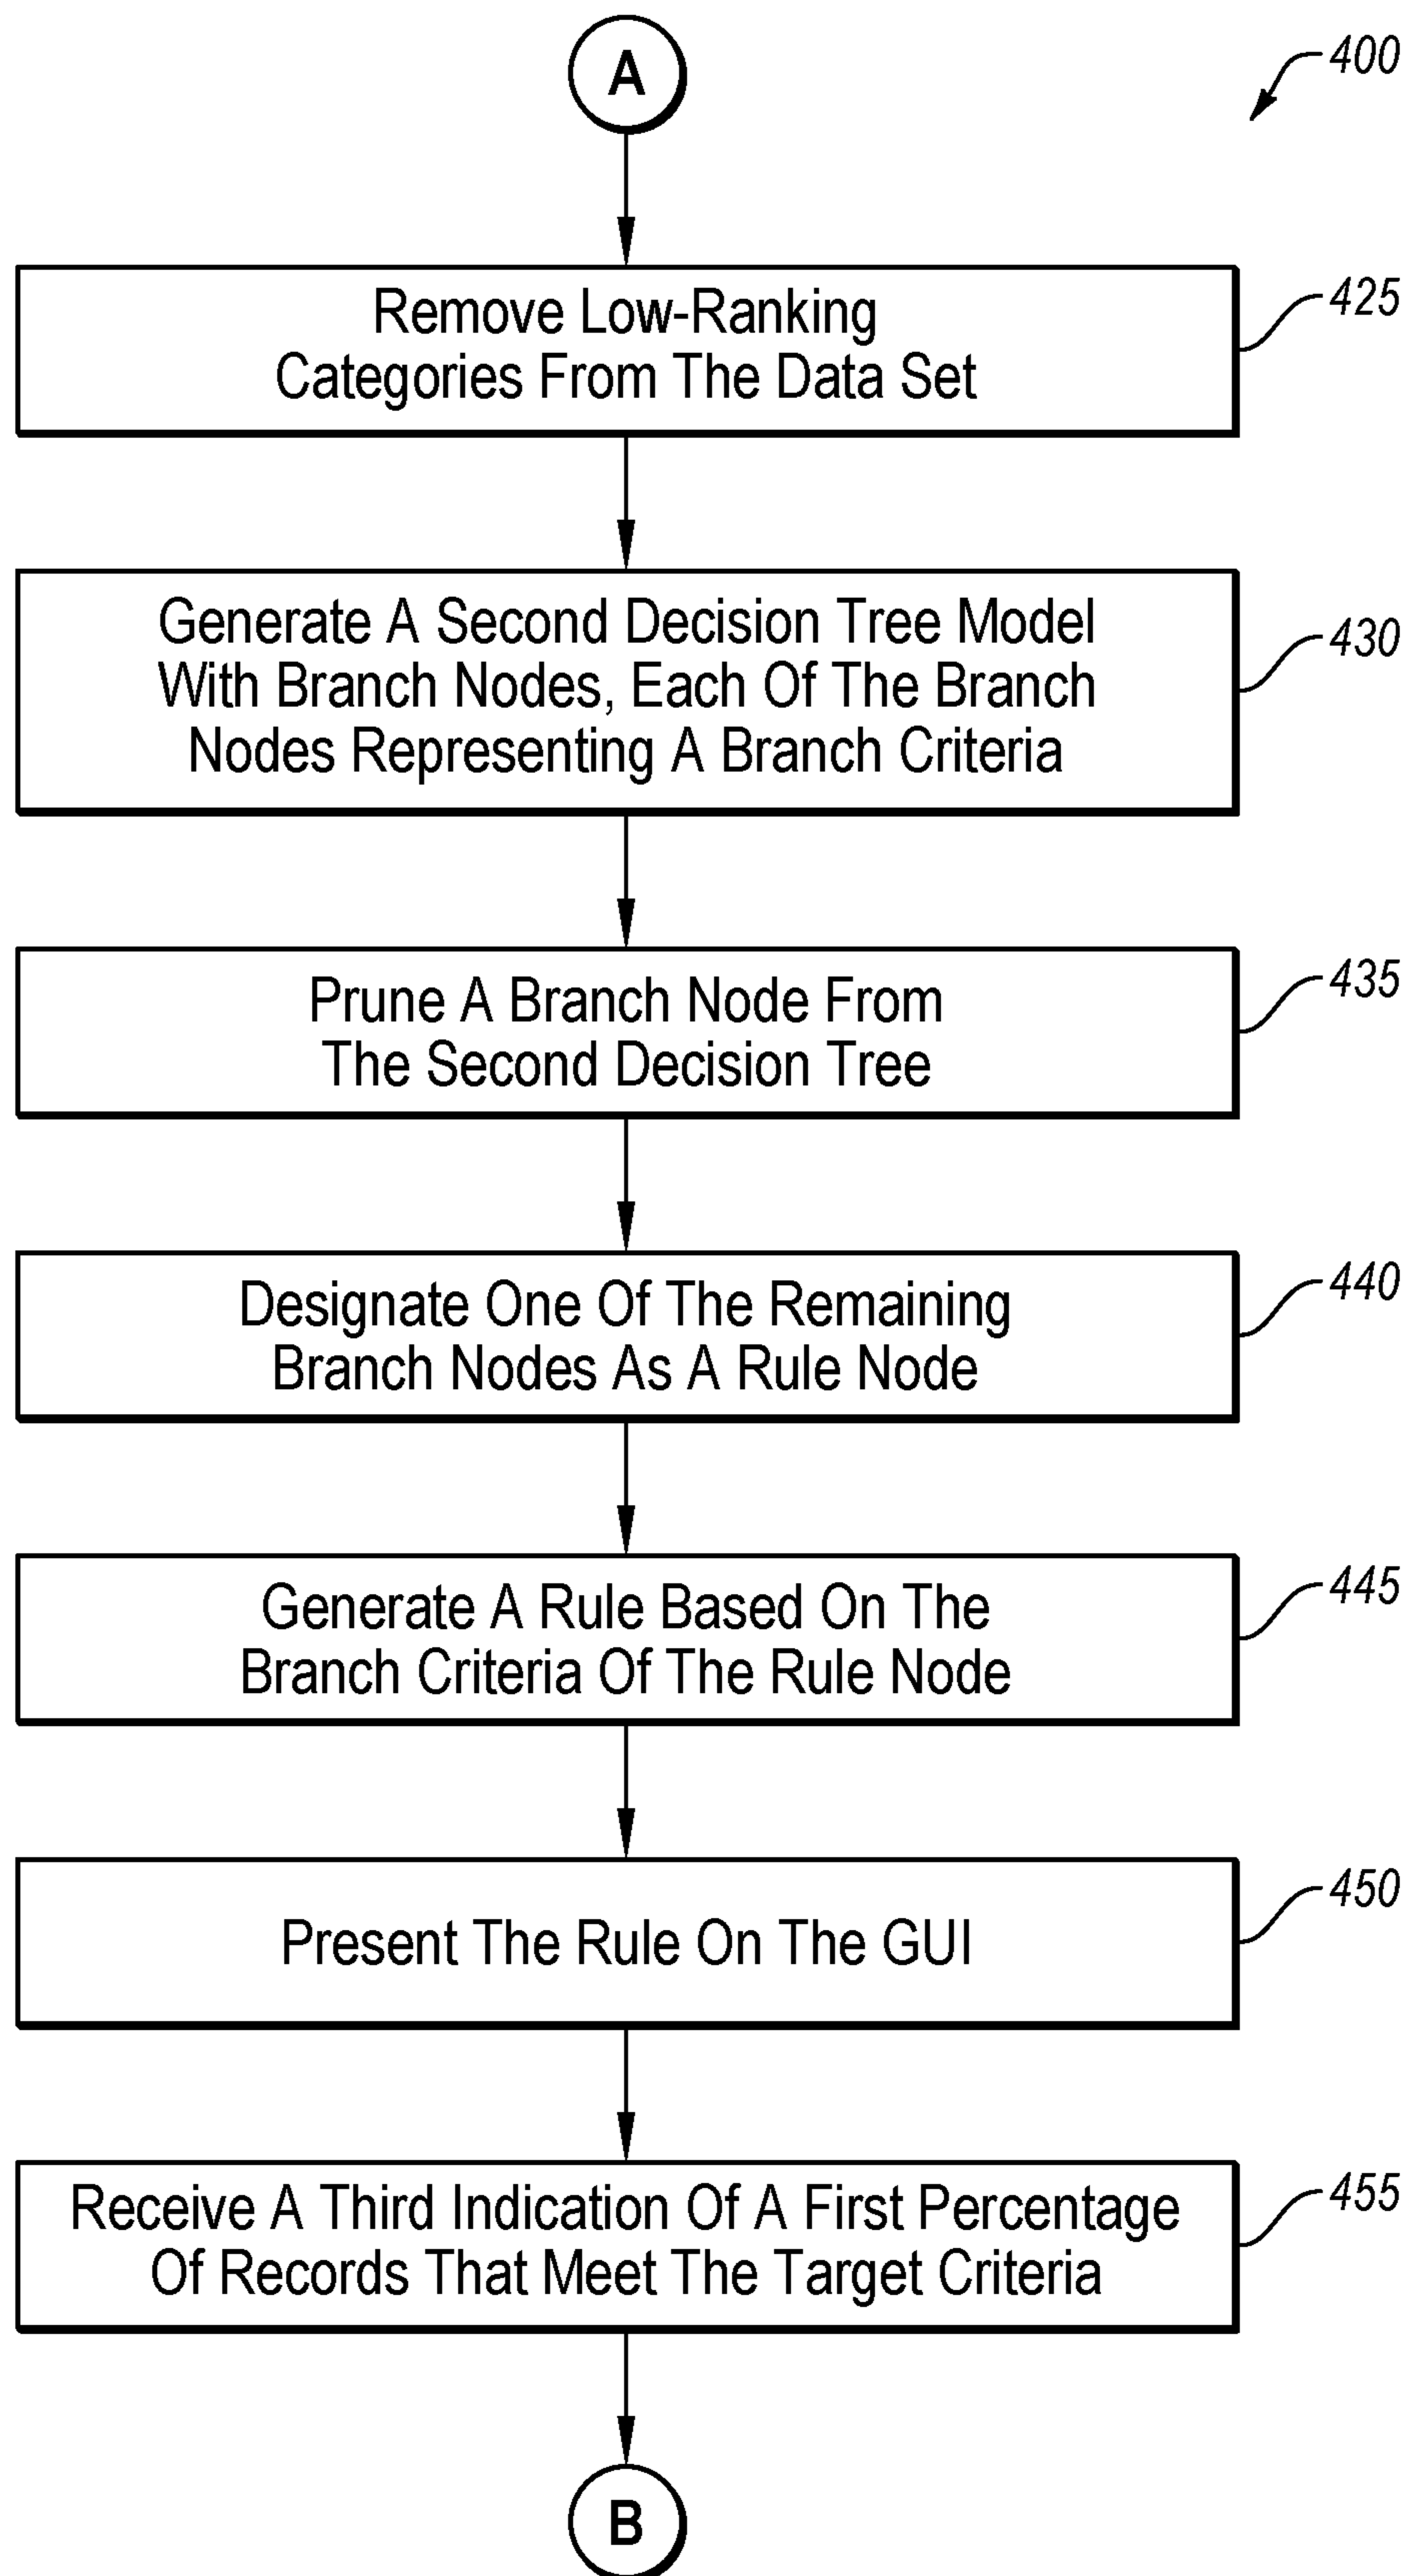 A
400
Remove Low-Ranking
Categories From The Data Set
425
Generate A Second Decision Tree Model
With Branch Nodes, Each Of The Branch
Nodes Representing A Branch Criteria
430
Prune A Branch Node From
The Second Decision Tree
435
Designate One Of The Remaining
Branch Nodes As A Rule Node
440
Generate A Rule Based On The
Branch Criteria Of The Rule Node
445
Present The Rule On The GUI
450
Receive A Third Indication Of A First Percentage
Of Records That Meet The Target Criteria
455
B